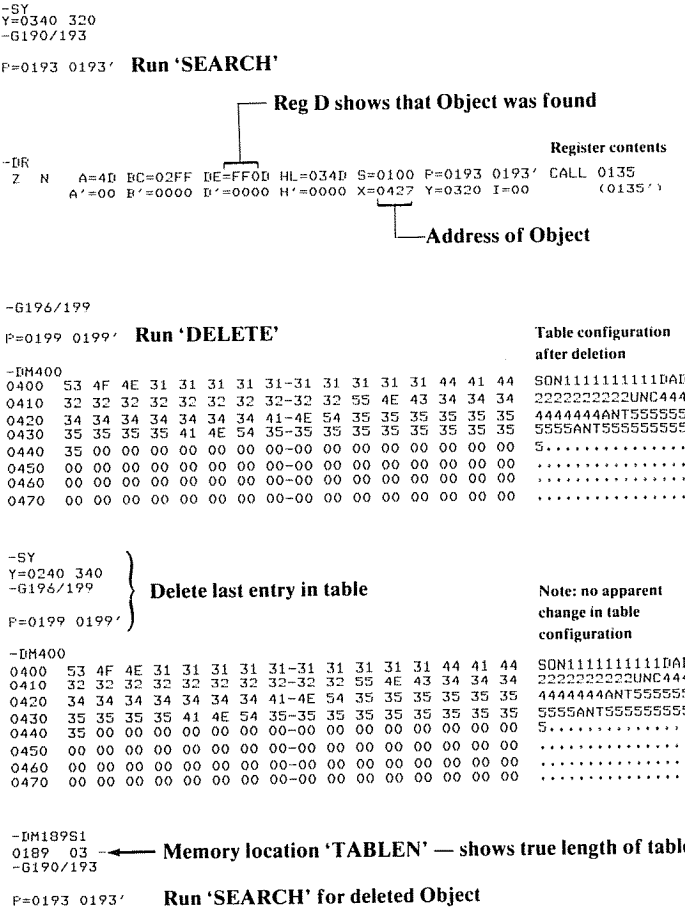 -SY
Y=0340 320
-G190/193
P=0193 0193' Run 'SEARCH'
Reg D shows that Object was found
Register contents
-DR
Z N A=4D BC=02FF DE=FF0D HL=034D S=0100 P=0193 0193' CALL 0135
A'=00 B'=0000 D'=0000 H'=0000 X=0427 Y=0320 I=00 (0135')
Address of Object
-G196/199
P=0199 0199' Run 'DELETE'
Table configuration
after deletion
-DM400
0400 53 4F 4E 31 31 31 31 31-31 31 31 31 31 44 41 44 SON1111111111DAD
0410 32 32 32 32 32 32 32 32-32 32 55 4E 43 34 34 34 2222222222UNC444
0420 34 34 34 34 34 34 34 41-4E 54 35 35 35 35 35 35 4444444ANT555555
0430 35 35 35 35 41 4E 54 35-35 35 35 35 35 35 35 35 5555ANT555555555
0440 35 00 00 00 00 00 00 00-00 00 00 00 00 00 00 00 5...............
0450 00 00 00 00 00 00 00 00-00 00 00 00 00 00 00 00 ................
0460 00 00 00 00 00 00 00 00-00 00 00 00 00 00 00 00 ................
0470 00 00 00 00 00 00 00 00-00 00 00 00 00 00 00 00 ................
-SY
Y=0240 340
-G196/199
Delete last entry in table
P=0199 0199'
Note: no apparent
change in table
configuration
-DM400
0400 53 4F 4E 31 31 31 31 31-31 31 31 31 31 44 41 44 SON1111111111DAD
0410 32 32 32 32 32 32 32 32-32 32 55 4E 43 34 34 34 2222222222UNC444
0420 34 34 34 34 34 34 34 41-4E 54 35 35 35 35 35 35 4444444ANT555555
0430 35 35 35 35 41 4E 54 35-35 35 35 35 35 35 35 35 5555ANT555555555
0440 35 00 00 00 00 00 00 00-00 00 00 00 00 00 00 00 5...............
0450 00 00 00 00 00 00 00 00-00 00 00 00 00 00 00 00 ................
0460 00 00 00 00 00 00 00 00-00 00 00 00 00 00 00 00 ................
0470 00 00 00 00 00 00 00 00-00 00 00 00 00 00 00 00 ................
-DM189S1
0189 03 - Memory location 'TABLEN' — shows true length of table
-G190/193
P=0193 0193' Run 'SEARCH' for deleted Object